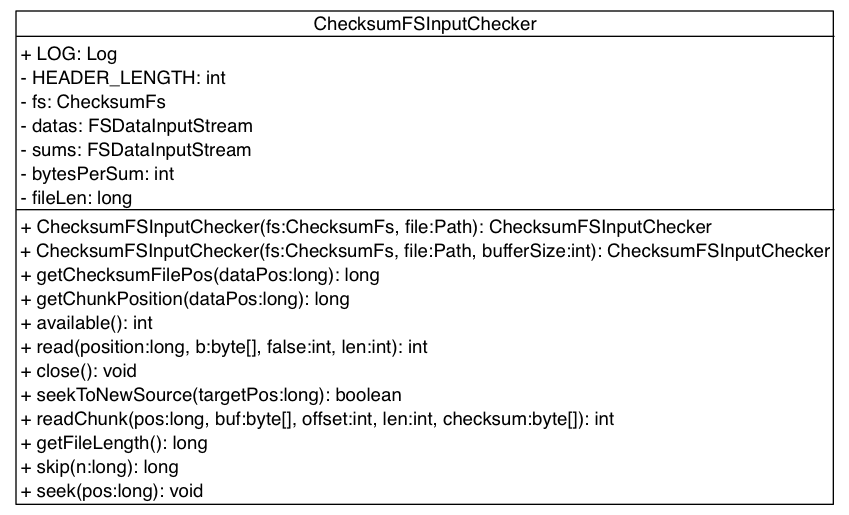 ChecksumFSInputChecker
+ LOG: Log
- HEADER_LENGTH: int
- fs: ChecksumFs
- datas: FSDataInputStream
- sums: FSDataInputStream
- bytesPerSum: int
- fileLen: long
+ ChecksumFSInputChecker(fs:ChecksumFs, file:Path): ChecksumFSInputChecker
+ ChecksumFSInputChecker(fs:ChecksumFs, file:Path, bufferSize:int): ChecksumFSInputChecker
+ getChecksumFilePos(dataPos:long): long
+ getChunkPosition(dataPos:long): long
+ available(): int
+ read(position:long, b:byte[], false:int, len:int): int
+ close(): void
+ seekToNewSource(targetPos:long): boolean
+ readChunk(pos:long, buf:byte[], offset:int, len:int, checksum:byte[]): int
+ getFileLength(): long
+ skip(n:long): long
+ seek(pos:long): void